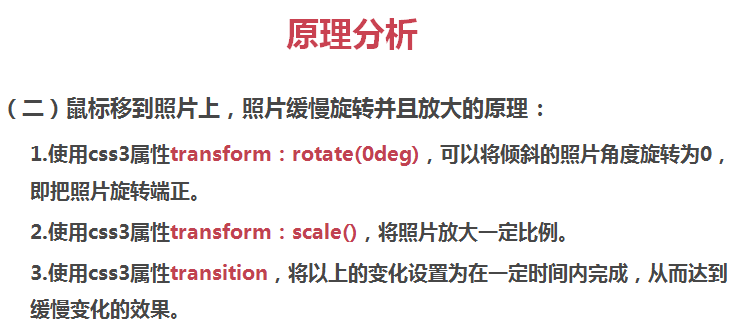 原理分析
（二）鼠标移到照片上，照片缓慢旋转并且放大的原理：
1.使用css3属性transform：rotate(0deg)，可以将倾斜的照片角度旋转为0，
即把照片旋转端正。
2.使用css3属性transform：scale()，将照片放大一定比例。
3.使用css3属性transition，将以上的变化设置为在一定时间内完成，从而达到
缓慢变化的效果。